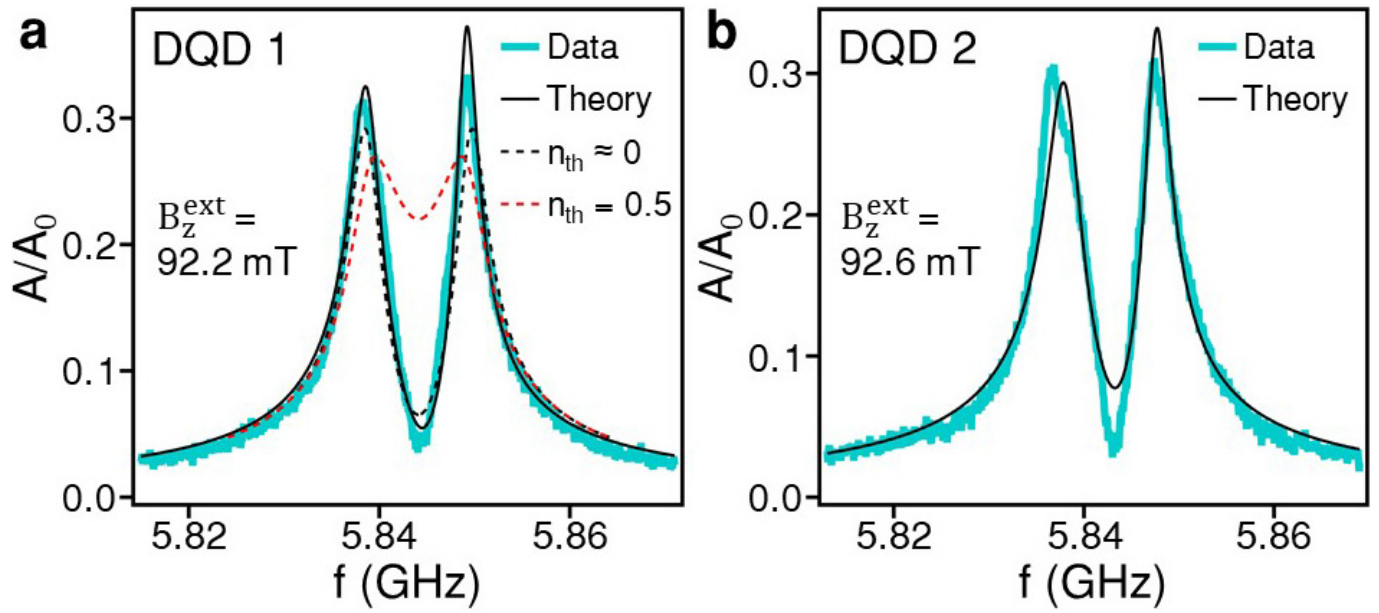 a
DQD 1
Data
Theory
n_th ≈ 0
n_th = 0.5
B_z^ext =
92.2 mT
A/A_0
0.3
0.2
0.1
0.0
5.82
5.84
5.86
f (GHz)
b
DQD 2
Data
Theory
B_z^ext =
92.6 mT
A/A_0
0.3
0.2
0.1
0.0
5.82
5.84
5.86
f (GHz)